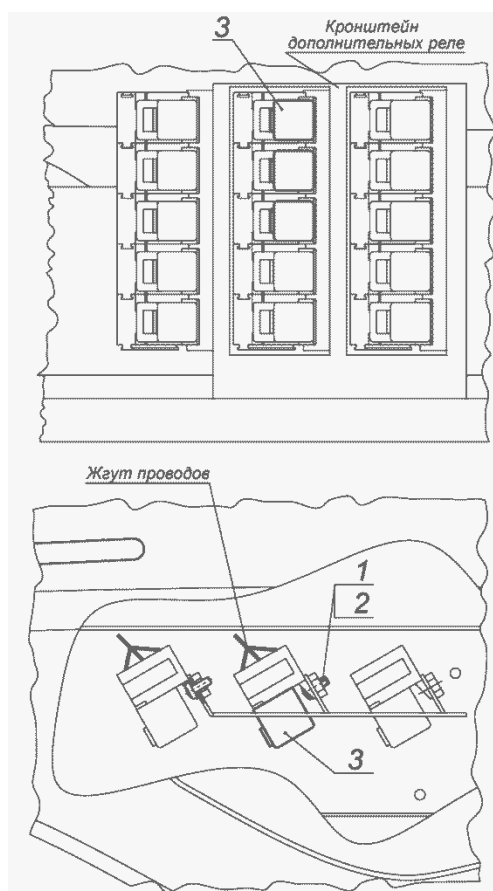 3
Кронштейн
дополнительных реле
Жгут проводов
1
2
3